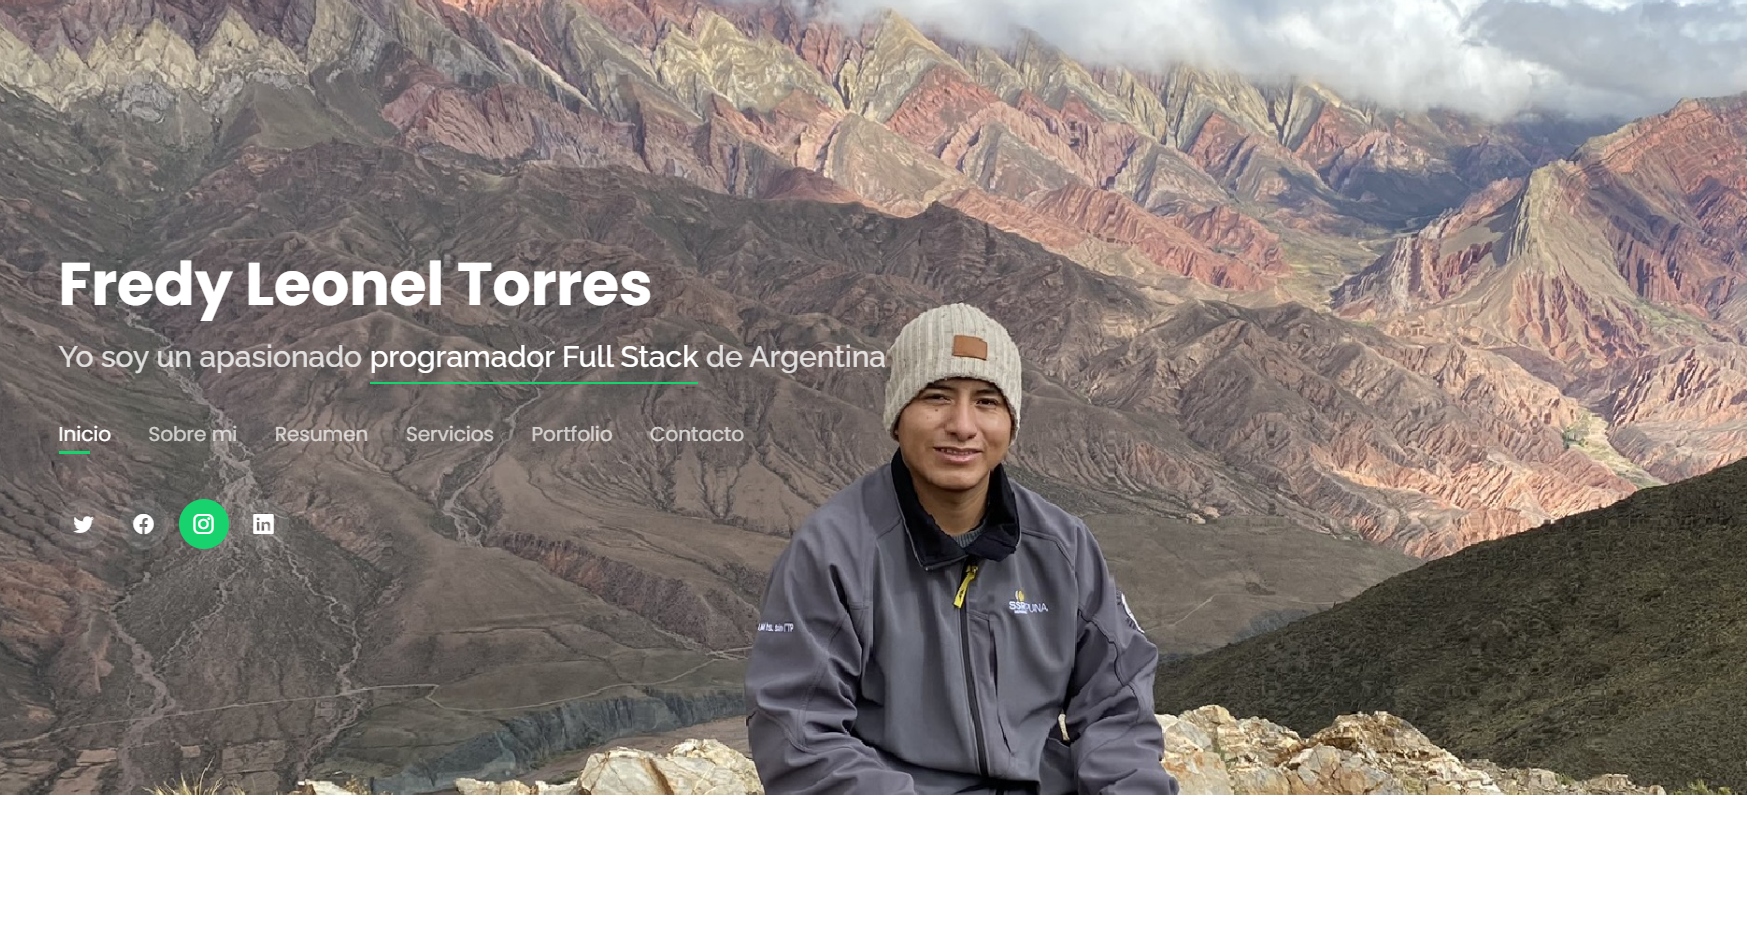 Fredy Leonel Torres
Yo soy un apasionado programador Full Stack de Argentina
Inicio Sobre mi Resumen Servicios Portfolio Contacto
PUNA